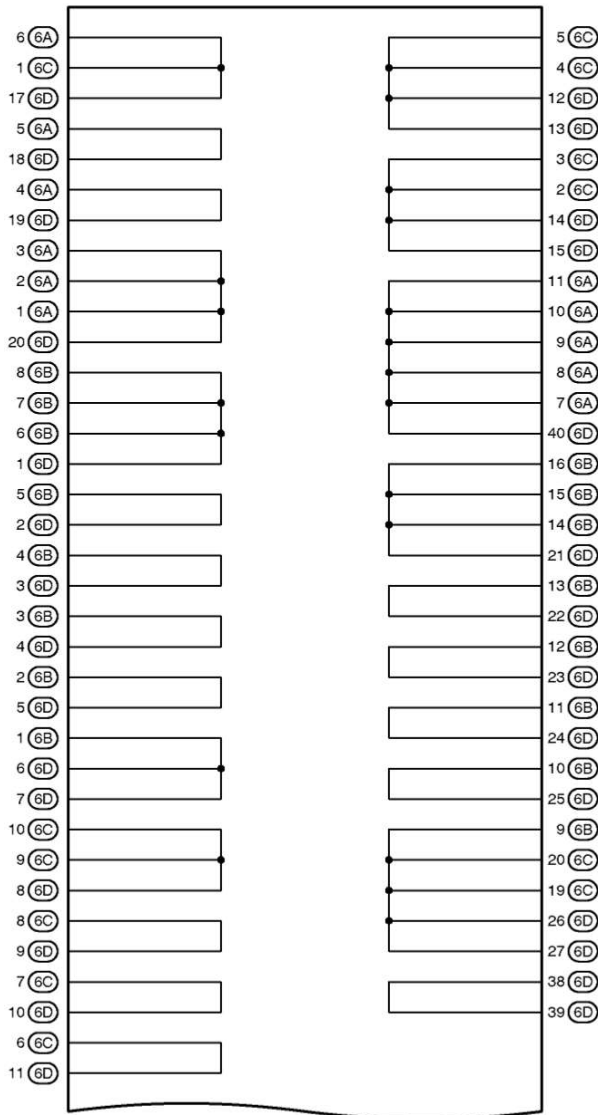 6 6A
1 6C
17 6D
5 6A
18 6D
4 6A
19 6D
3 6A
2 6A
1 6A
20 6D
8 6B
7 6B
6 6B
1 6D
5 6B
2 6D
4 6B
3 6D
3 6B
4 6D
2 6B
5 6D
1 6B
6 6D
7 6D
10 6C
9 6C
8 6D
8 6C
9 6D
7 6C
10 6D
6 6C
11 6D
5 6C
4 6C
12 6D
13 6D
3 6C
2 6C
14 6D
15 6D
11 6A
10 6A
9 6A
8 6A
7 6A
40 6D
16 6B
15 6B
14 6B
21 6D
13 6B
22 6D
12 6B
23 6D
11 6B
24 6D
10 6B
25 6D
9 6B
20 6C
19 6C
26 6D
27 6D
38 6D
39 6D